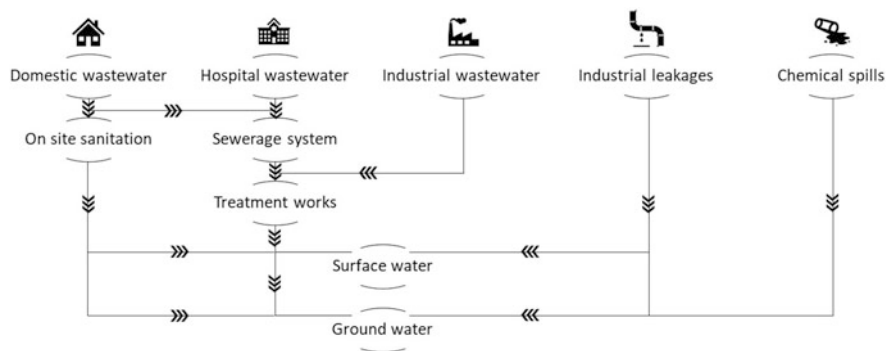 Domestic wastewater
Hospital wastewater
Industrial wastewater
Industrial leakages
Chemical spills
On site sanitation
Sewerage system
Treatment works
Surface water
Ground water